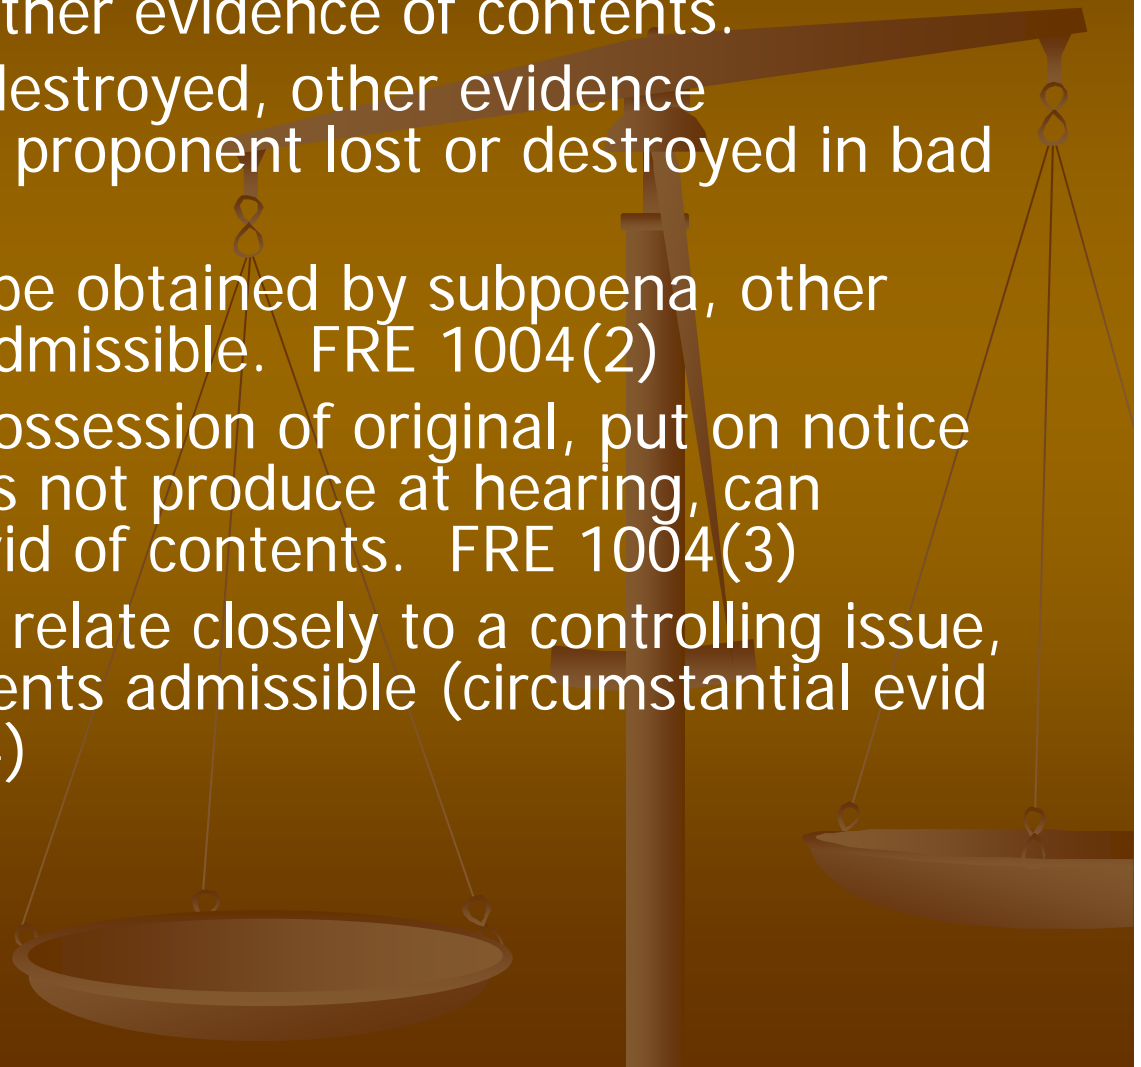 ther evidence of contents.
destroyed, other evidence
proponent lost or destroyed in bad
be obtained by subpoena, other
dmissible. FRE 1004(2)
ossession of original, put on notice
s not produce at hearing, can
vid of contents. FRE 1004(3)
relate closely to a controlling issue,
ents admissible (circumstantial evid
)